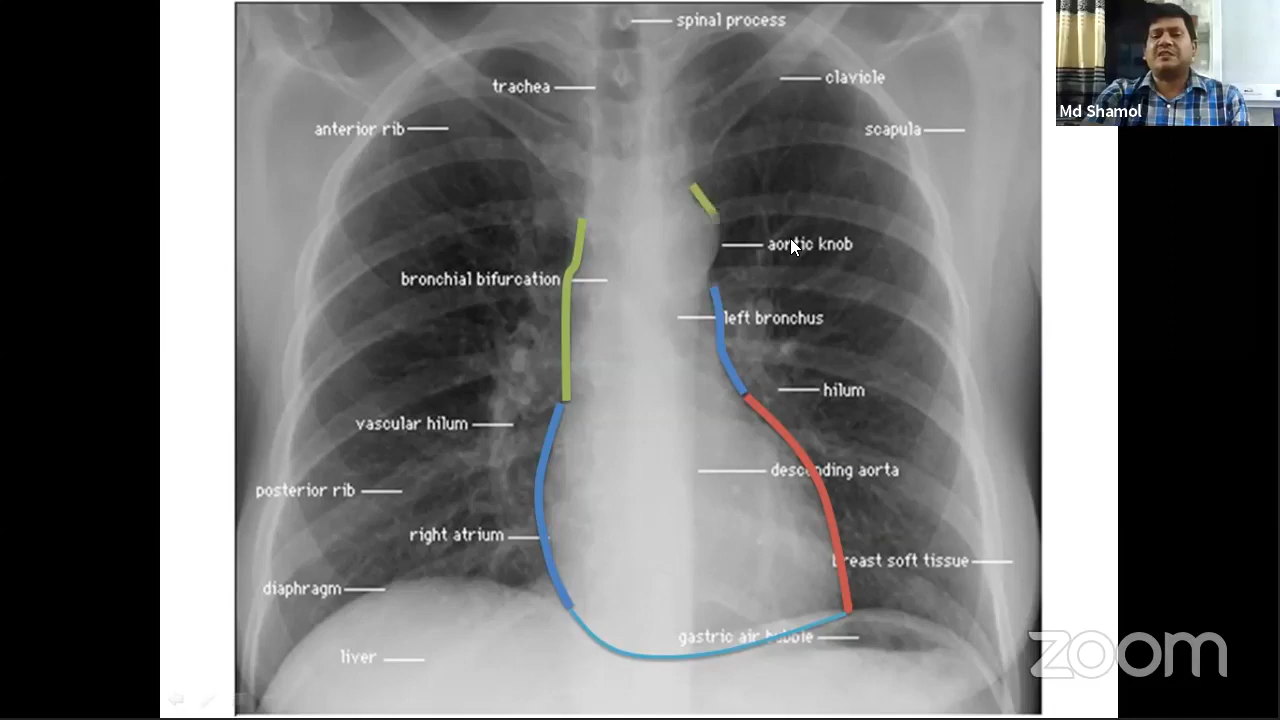 spinal process
trachea
clavicle
anterior rib
scapula
aortic knob
bronchial bifurcation
left bronchus
hilum
vascular hilum
descending aorta
posterior rib
right atrium
breast soft tissue
diaphragm
gastric air bubble
liver
Md Shamol
zoom